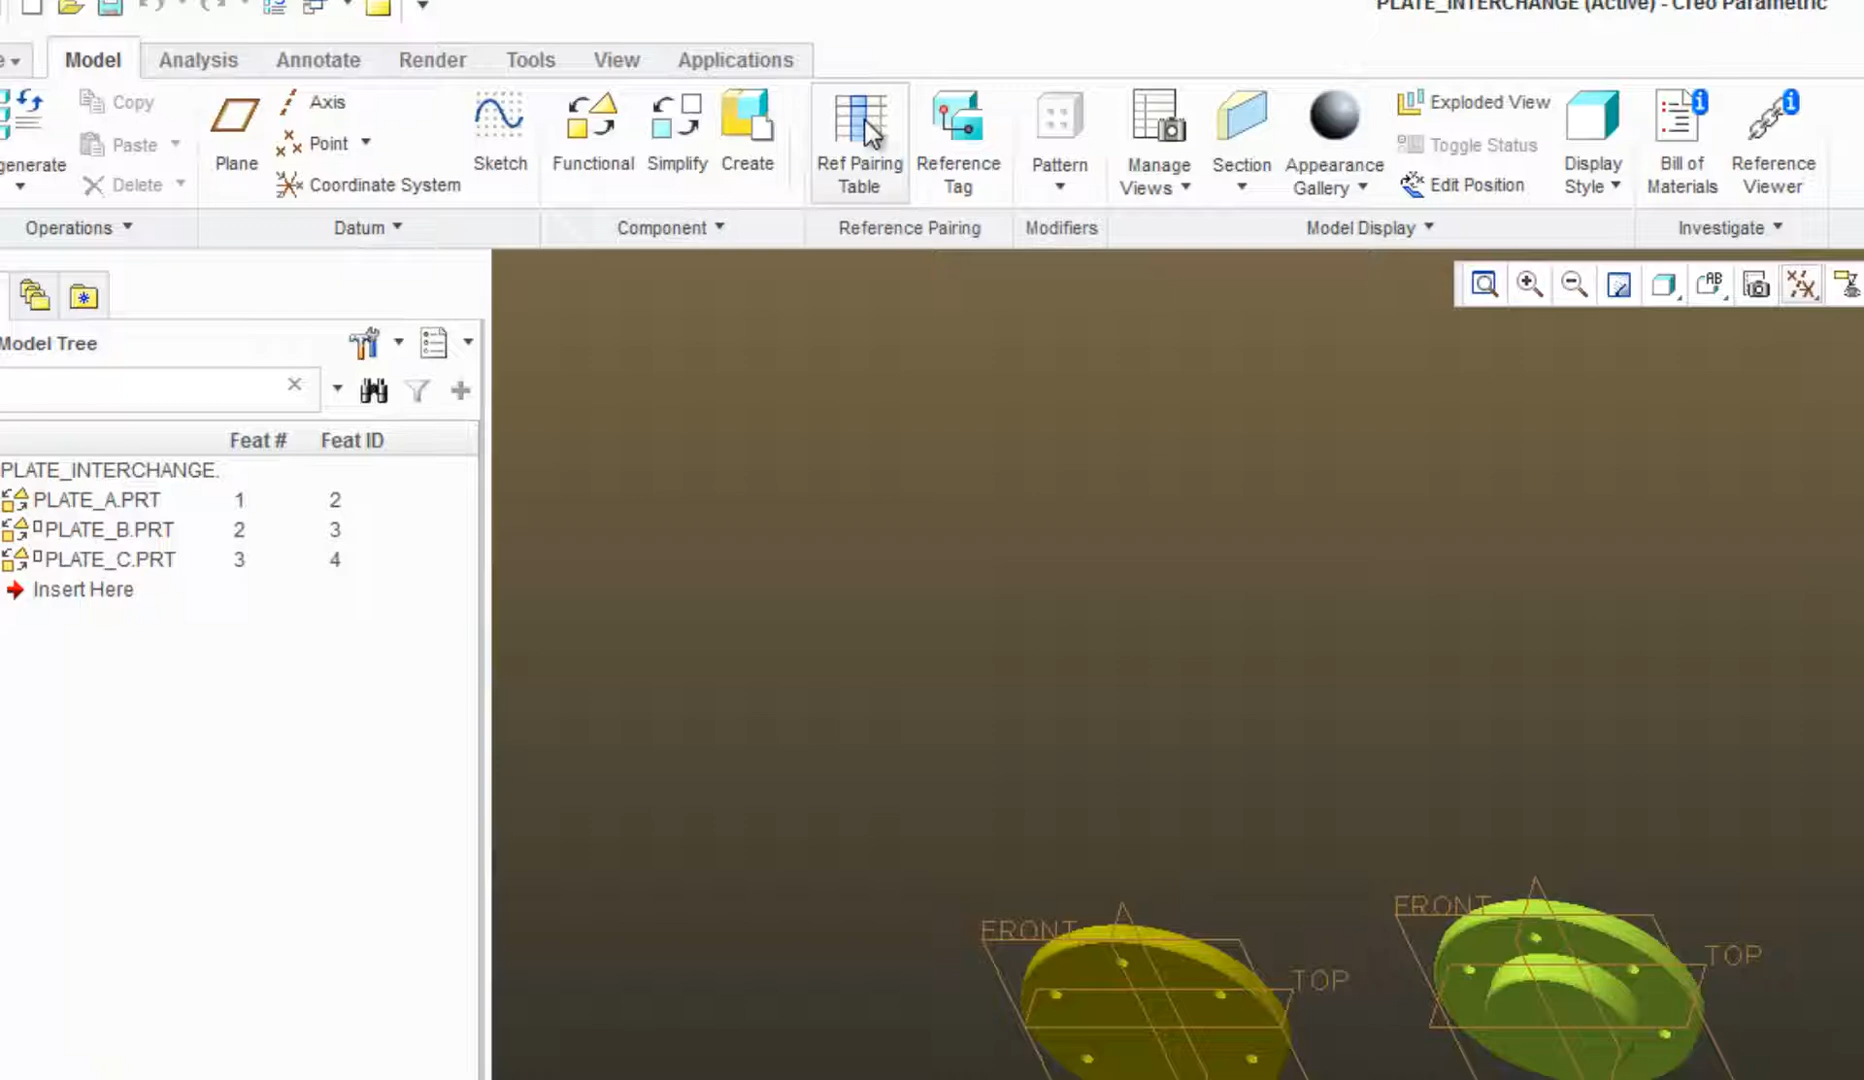 PLATE_INTERCHANGE (Active) - Creo Parametric
Model Analysis Annotate Render Tools View Applications
Copy
Paste
Delete
Plane
Axis
Point
Coordinate System
Sketch
Functional
Simplify
Create
Ref Pairing
Table
Reference
Tag
Pattern
Manage
Views
Section
Appearance
Gallery
Exploded View
Toggle Status
Edit Position
Display
Style
Bill of
Materials
Reference
Viewer
Operations Datum Component Reference Pairing Modifiers Model Display Investigate
Model Tree
Feat # Feat ID
PLATE_INTERCHANGE.
PLATE_A.PRT 1 2
PLATE_B.PRT 2 3
PLATE_C.PRT 3 4
Insert Here
FRONT
TOP
FRONT
TOP